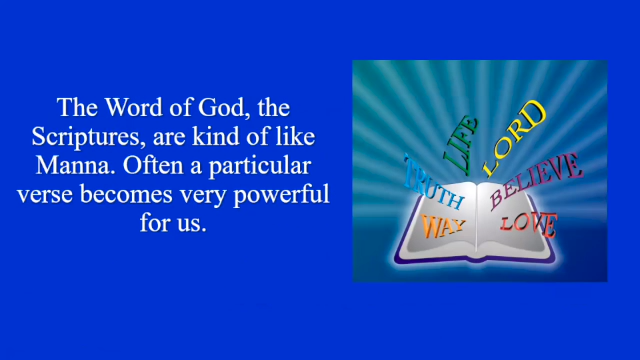 The Word of God, the
Scriptures, are kind of like
Manna. Often a particular
verse becomes very powerful
for us.
LIFE
LORD
TRUTH
BELIEVE
WAY
LOVE